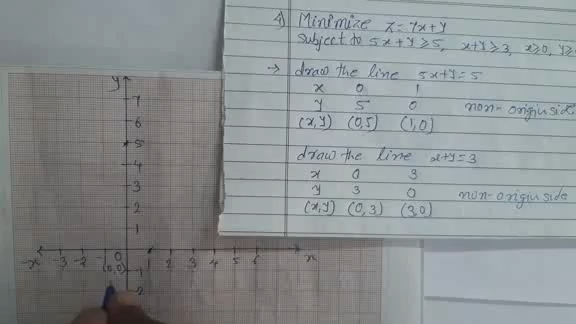 4) Minimize z = 7x+y
Subject to 5x+y≥5, x+y≥3, x≥0, y≥
→ draw the line 5x+y=5
x 0 1
y 5 0 non-origin side
(x,y) (0,5) (1,0)
draw the line x+y=3
x 0 3
y 3 0 non-origin side
(x,y) (0,3) (3,0)
y
7
6
5
4
3
2
1
-x -3 -2 -1 0 2 3 4 5 6 x
(0,0)
-1
-2